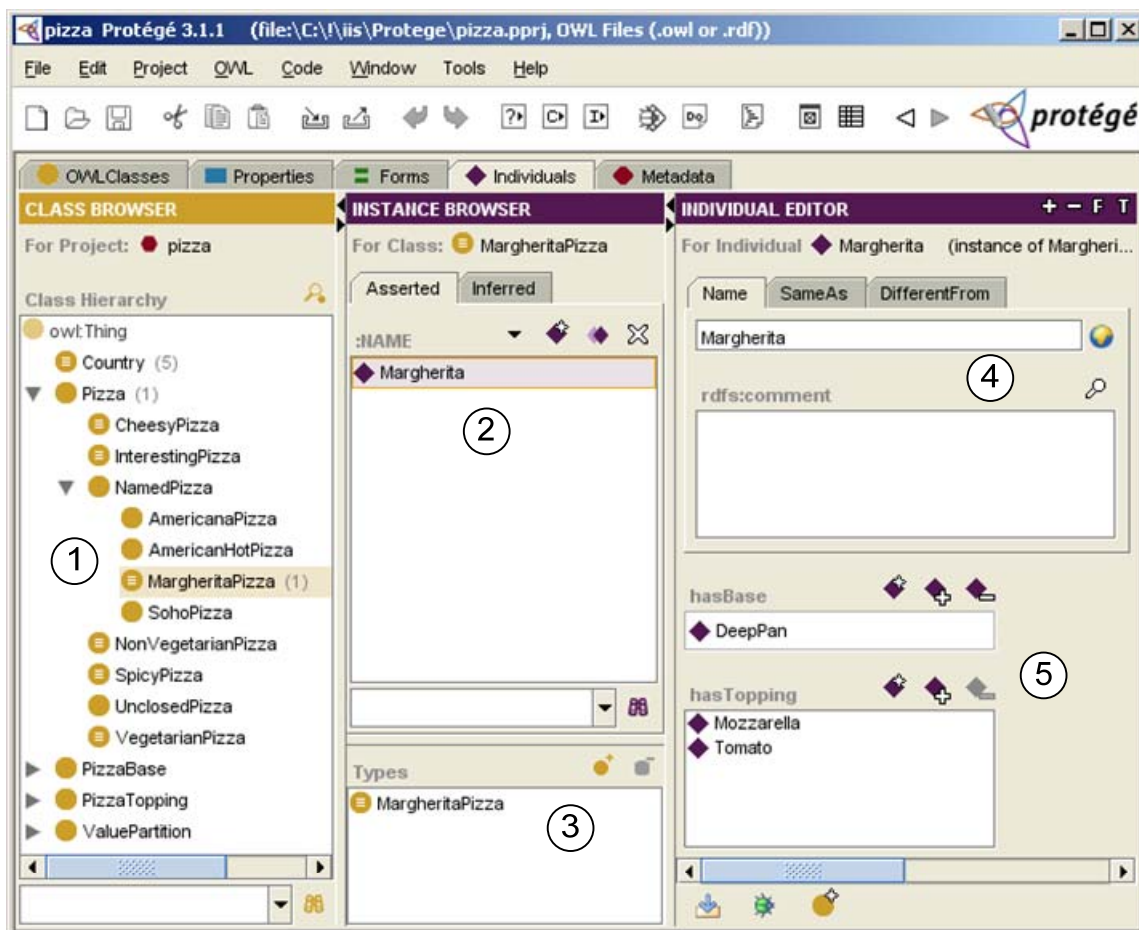 pizza Protégé 3.1.1 (file:\C:\!\iis\Protege\pizza.pprj, OWL Files (.owl or .rdf))
File Edit Project OWL Code Window Tools Help
protégé
OWLClasses Properties Forms Individuals Metadata
CLASS BROWSER
For Project: pizza
Class Hierarchy
owl:Thing
Country (5)
Pizza (1)
CheesyPizza
InterestingPizza
NamedPizza
AmericanaPizza
AmericanHotPizza
MargheritaPizza (1)
SohoPizza
NonVegetarianPizza
SpicyPizza
UnclosedPizza
VegetarianPizza
PizzaBase
PizzaTopping
ValuePartition
1
INSTANCE BROWSER
For Class: MargheritaPizza
Asserted Inferred
:NAME
Margherita
2
Types
MargheritaPizza
3
INDIVIDUAL EDITOR + − F T
For Individual Margherita (instance of Margheri...
Name SameAs DifferentFrom
Margherita
4
rdfs:comment
hasBase
DeepPan
5
hasTopping
Mozzarella
Tomato